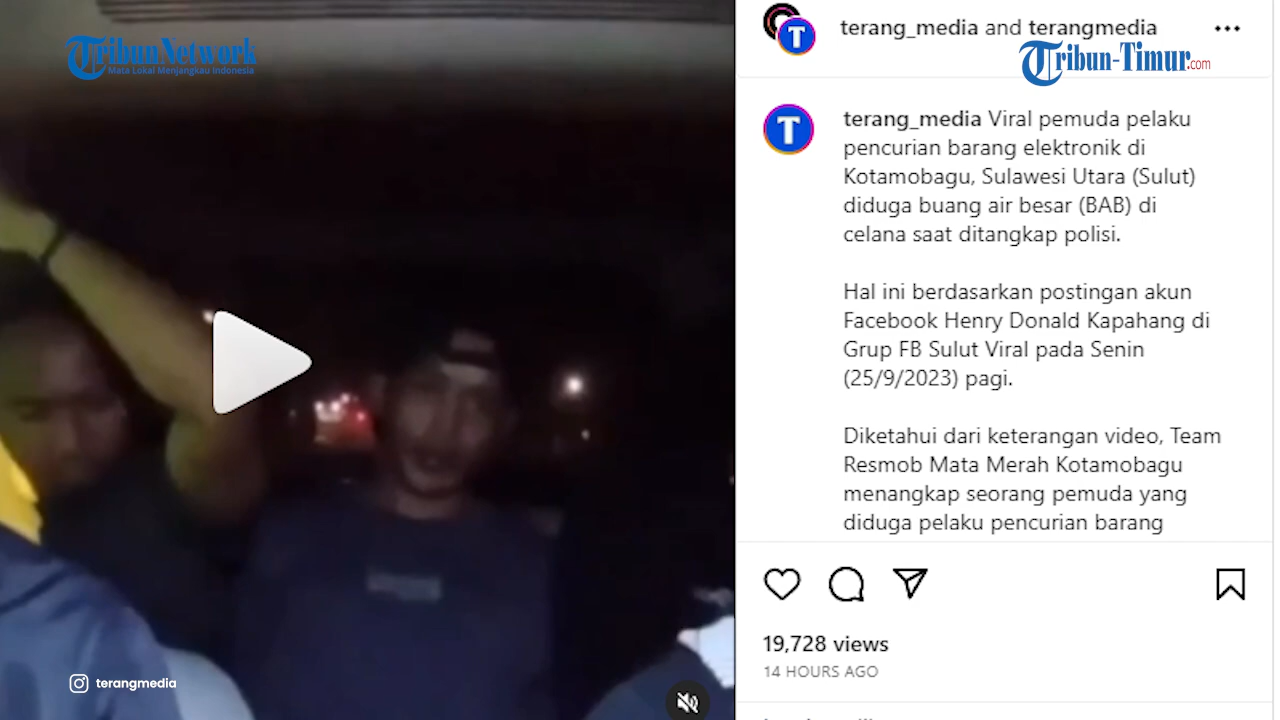 TribunNetwork
Mata Lokal Menjangkau Indonesia
terangmedia
terang_media and terangmedia
Tribun-Timur.com
T
T
terang_media Viral pemuda pelaku
pencurian barang elektronik di
Kotamobagu, Sulawesi Utara (Sulut)
diduga buang air besar (BAB) di
celana saat ditangkap polisi.
Hal ini berdasarkan postingan akun
Facebook Henry Donald Kapahang di
Grup FB Sulut Viral pada Senin
(25/9/2023) pagi.
Diketahui dari keterangan video, Team
Resmob Mata Merah Kotamobagu
menangkap seorang pemuda yang
diduga pelaku pencurian barang
19,728 views
14 HOURS AGO